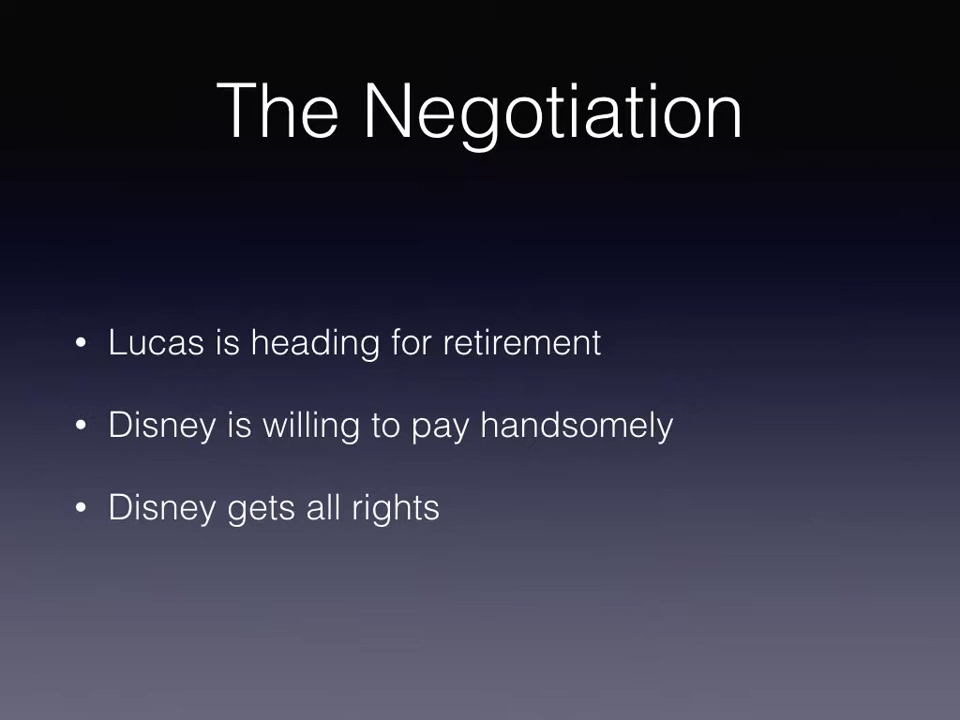 The Negotiation
• Lucas is heading for retirement
• Disney is willing to pay handsomely
• Disney gets all rights